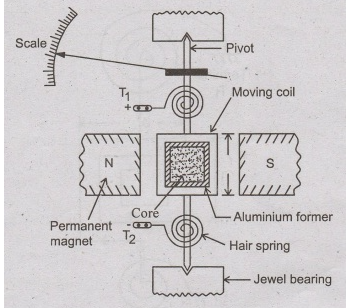 Scale
Pivot
T1
+
Moving coil
N
S
Core
Permanent
magnet
-
T2
Aluminium former
Hair spring
Jewel bearing